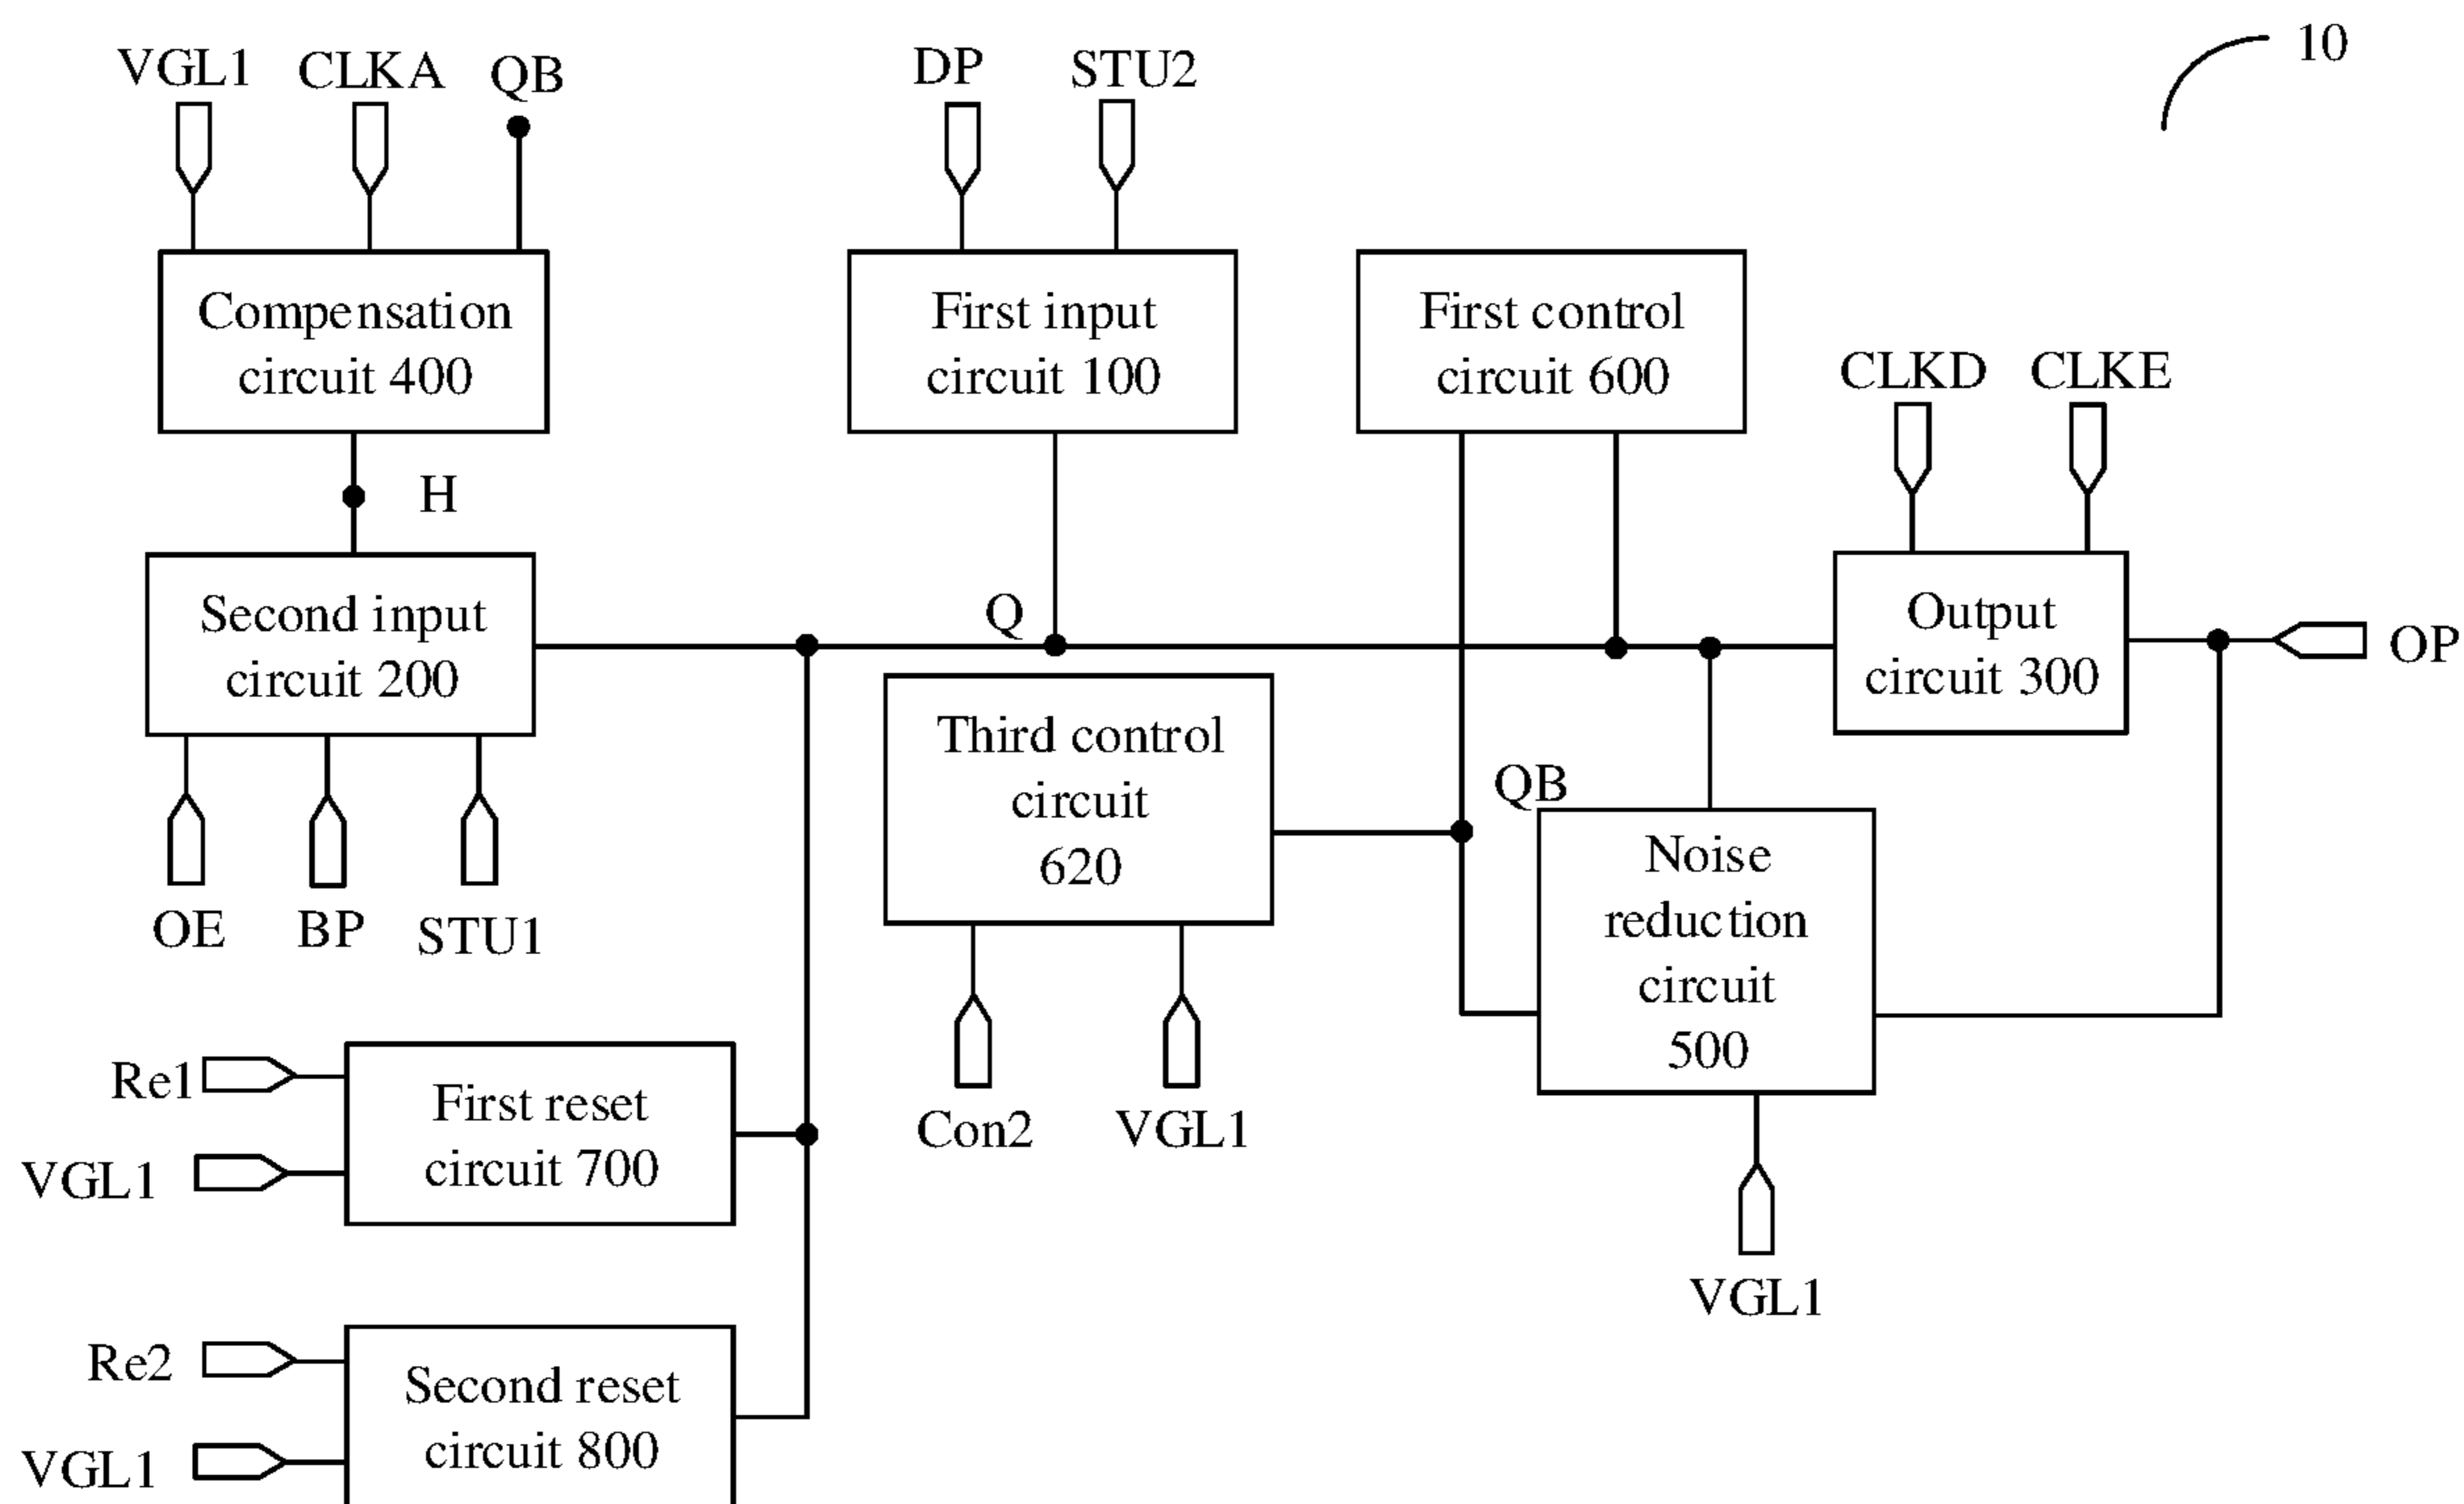 VGL1 CLKA QB DP STU2 10
Compensation
circuit 400
First input
circuit 100
First control
circuit 600
CLKD CLKE
H
Second input
circuit 200
Q
Output
circuit 300
OP
Third control
circuit
620
QB
Noise
reduction
circuit
500
OE BP STU1
Re1
VGL1
First reset
circuit 700
Con2 VGL1
VGL1
Re2
VGL1
Second reset
circuit 800